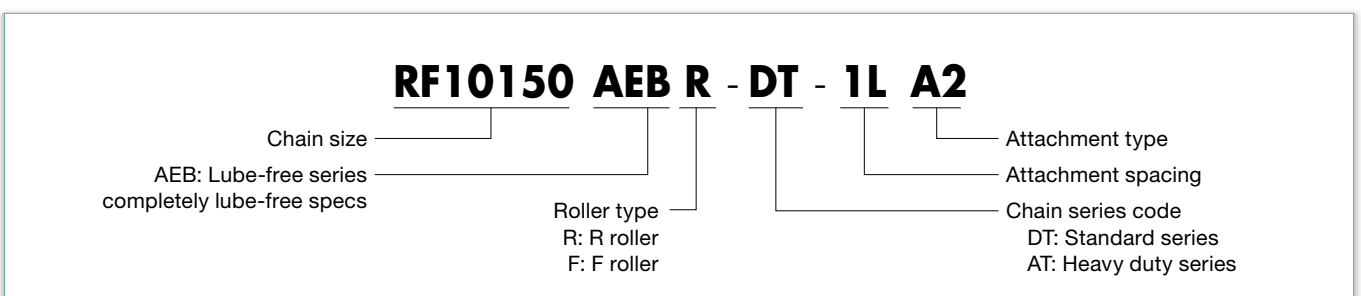 RF10150 AEB R - DT - 1L A2
Chain size
AEB: Lube-free series
completely lube-free specs
Roller type
R: R roller
F: F roller
Attachment type
Attachment spacing
Chain series code
DT: Standard series
AT: Heavy duty series